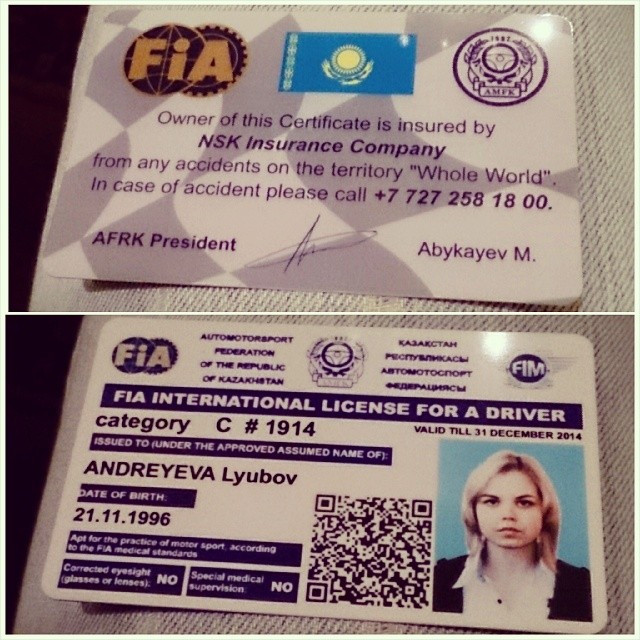 FiA
1957
AMFK
Owner of this Certificate is insured by
NSK Insurance Company
from any accidents on the territory "Whole World".
In case of accident please call +7 727 258 18 00.
AFRK President
Abykayev M.
FiA
AUTOMOTORSPORT
FEDERATION
OF THE REPUBLIC
OF KAZAKHSTAN
ҚАЗАҚСТАН
РЕСПУБЛИКАСЫ
АВТОМОТОСПОРТ
ФЕДЕРАЦИЯСЫ
FIM
FIA INTERNATIONAL LICENSE FOR A DRIVER
category C # 1914
VALID TILL 31 DECEMBER 2014
ISSUED TO (UNDER THE APPROVED ASSUMED NAME OF):
ANDREYEVA Lyubov
DATE OF BIRTH:
21.11.1996
Apt for the practice of motor sport, according
to the FIA medical standards
Corrected eyesight
(glasses or lenses): NO
Special medical
supervision: NO